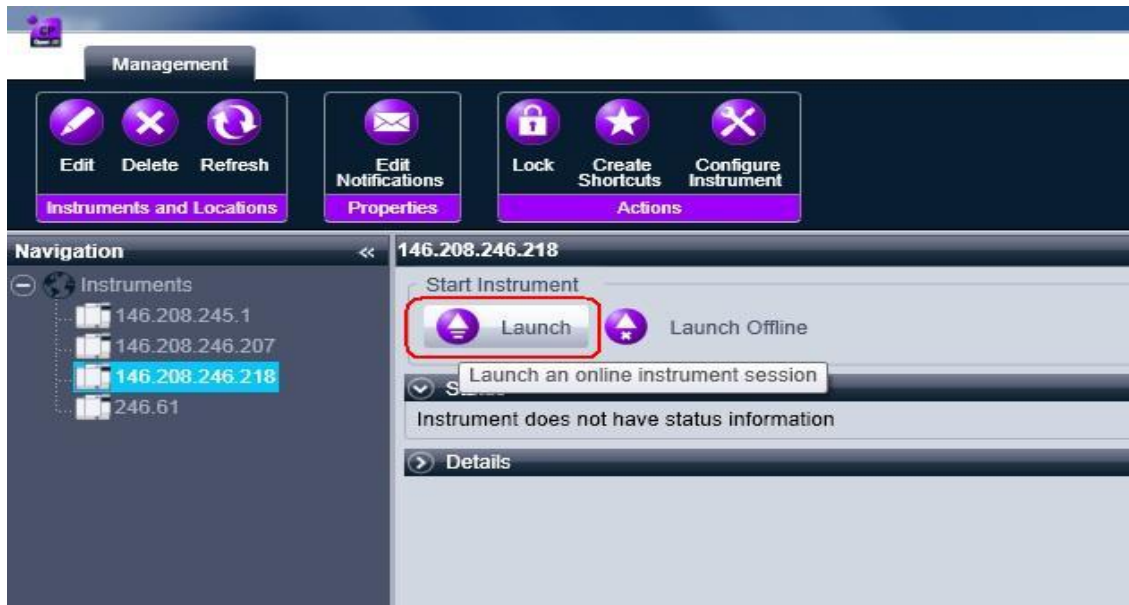 CP
Management
Edit Delete Refresh
Instruments and Locations
Edit
Notifications
Properties
Lock Create
Shortcuts Configure
Instrument
Actions
Navigation «
Instruments
146.208.245.1
146.208.246.207
146.208.246.218
246.61
146.208.246.218
Start Instrument
Launch Launch Offline
Launch an online instrument session
Instrument does not have status information
Details